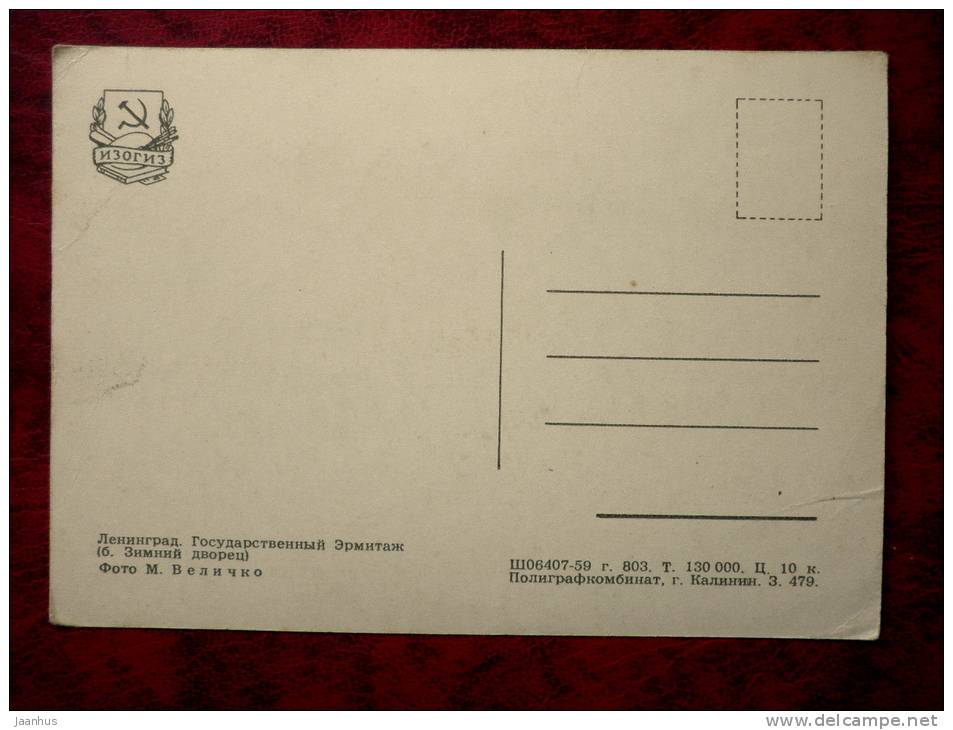 ИЗОГИЗ
Ленинград. Государственный Эрмитаж
(б. Зимний дворец)
Фото М. Величко
Ш06407-59 г. 803. Т. 130 000. Ц. 10 к.
Полиграфкомбинат, г. Калинин. З. 479.
jaanhus
www.delcampe.net